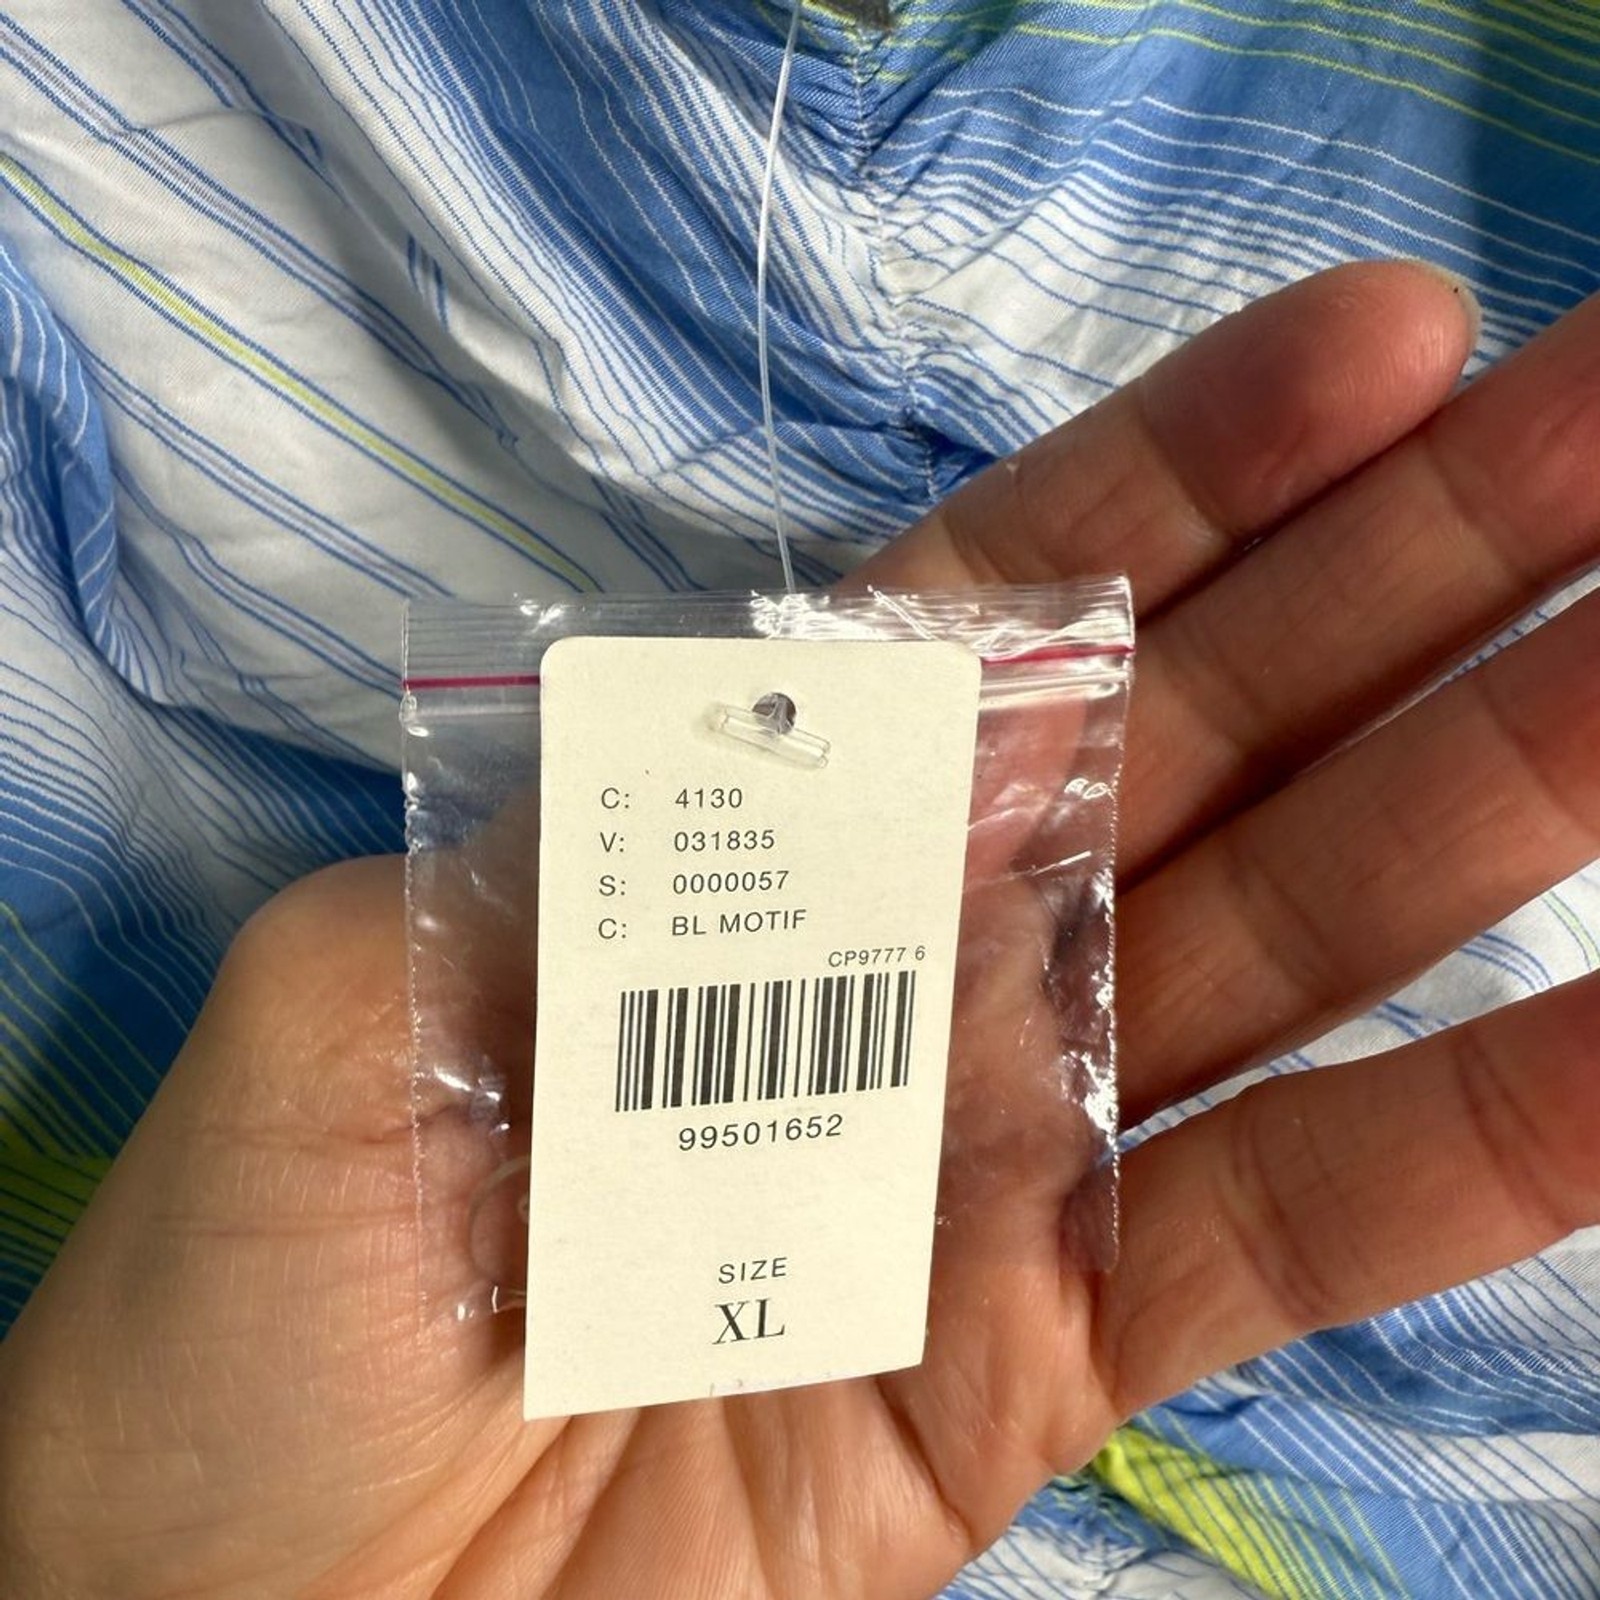 C: 4130
V: 031835
S: 0000057
C: BL MOTIF
CP9777 6
99501652
SIZE
XL